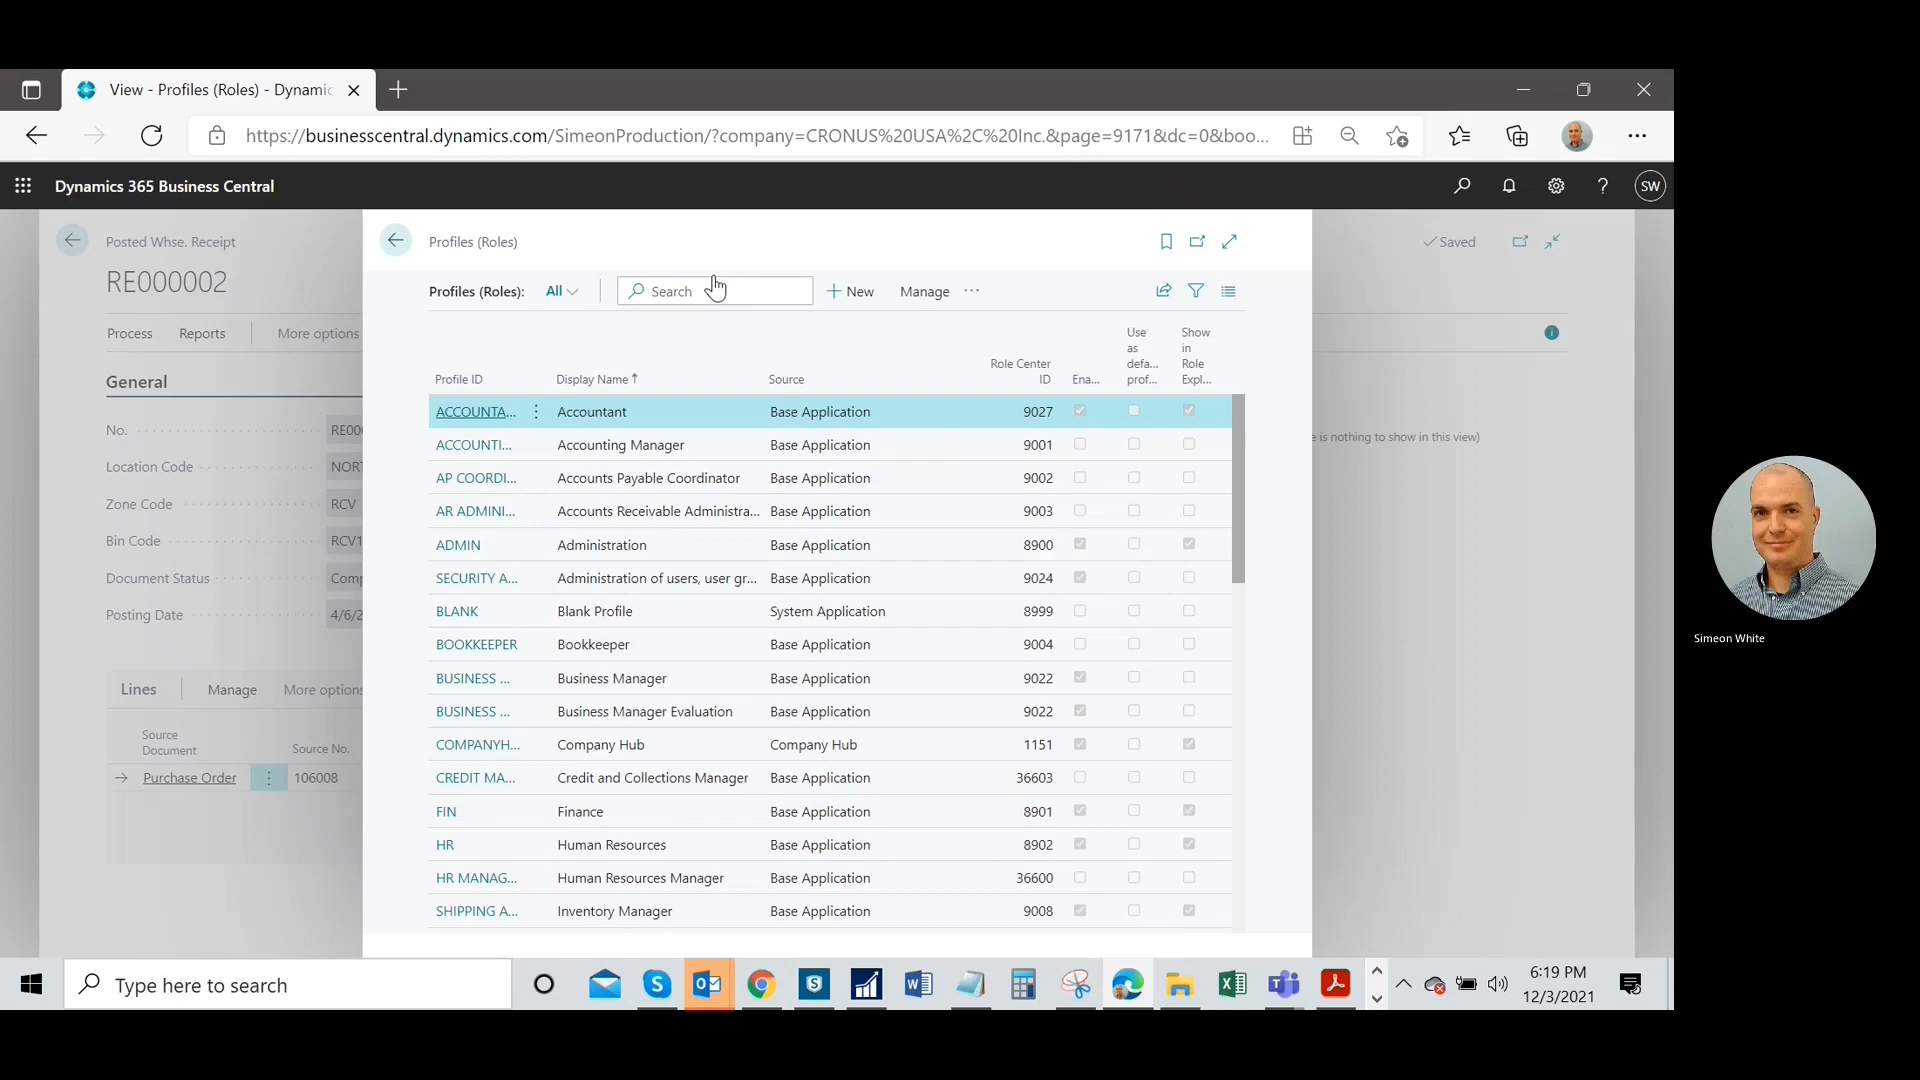 View - Profiles (Roles) - Dynamic
https://businesscentral.dynamics.com/SimeonProduction/?company=CRONUS%20USA%2C%20Inc.&page=9171&dc=0&boo...
Dynamics 365 Business Central
SW
Posted Whse. Receipt
RE000002
Process Reports More options
General
No. RE00
Location Code NOR
Zone Code RCV
Bin Code RCV1
Document Status Comp
Posting Date 4/6/2
Lines Manage More options
Source Document Source No.
Purchase Order 106008
Saved
e is nothing to show in this view)
Profiles (Roles)
Profiles (Roles): All Search New Manage ...
Profile ID Display Name↑ Source Role Center ID Ena... Use as defa... prof... Show in Role Expl...
ACCOUNTA... Accountant Base Application 9027
ACCOUNTI... Accounting Manager Base Application 9001
AP COORDI... Accounts Payable Coordinator Base Application 9002
AR ADMINI... Accounts Receivable Administra... Base Application 9003
ADMIN Administration Base Application 8900
SECURITY A... Administration of users, user gr... Base Application 9024
BLANK Blank Profile System Application 8999
BOOKKEEPER Bookkeeper Base Application 9004
BUSINESS ... Business Manager Base Application 9022
BUSINESS ... Business Manager Evaluation Base Application 9022
COMPANYH... Company Hub Company Hub 1151
CREDIT MA... Credit and Collections Manager Base Application 36603
FIN Finance Base Application 8901
HR Human Resources Base Application 8902
HR MANAG... Human Resources Manager Base Application 36600
SHIPPING A... Inventory Manager Base Application 9008
Simeon White
Type here to search
6:19 PM
12/3/2021